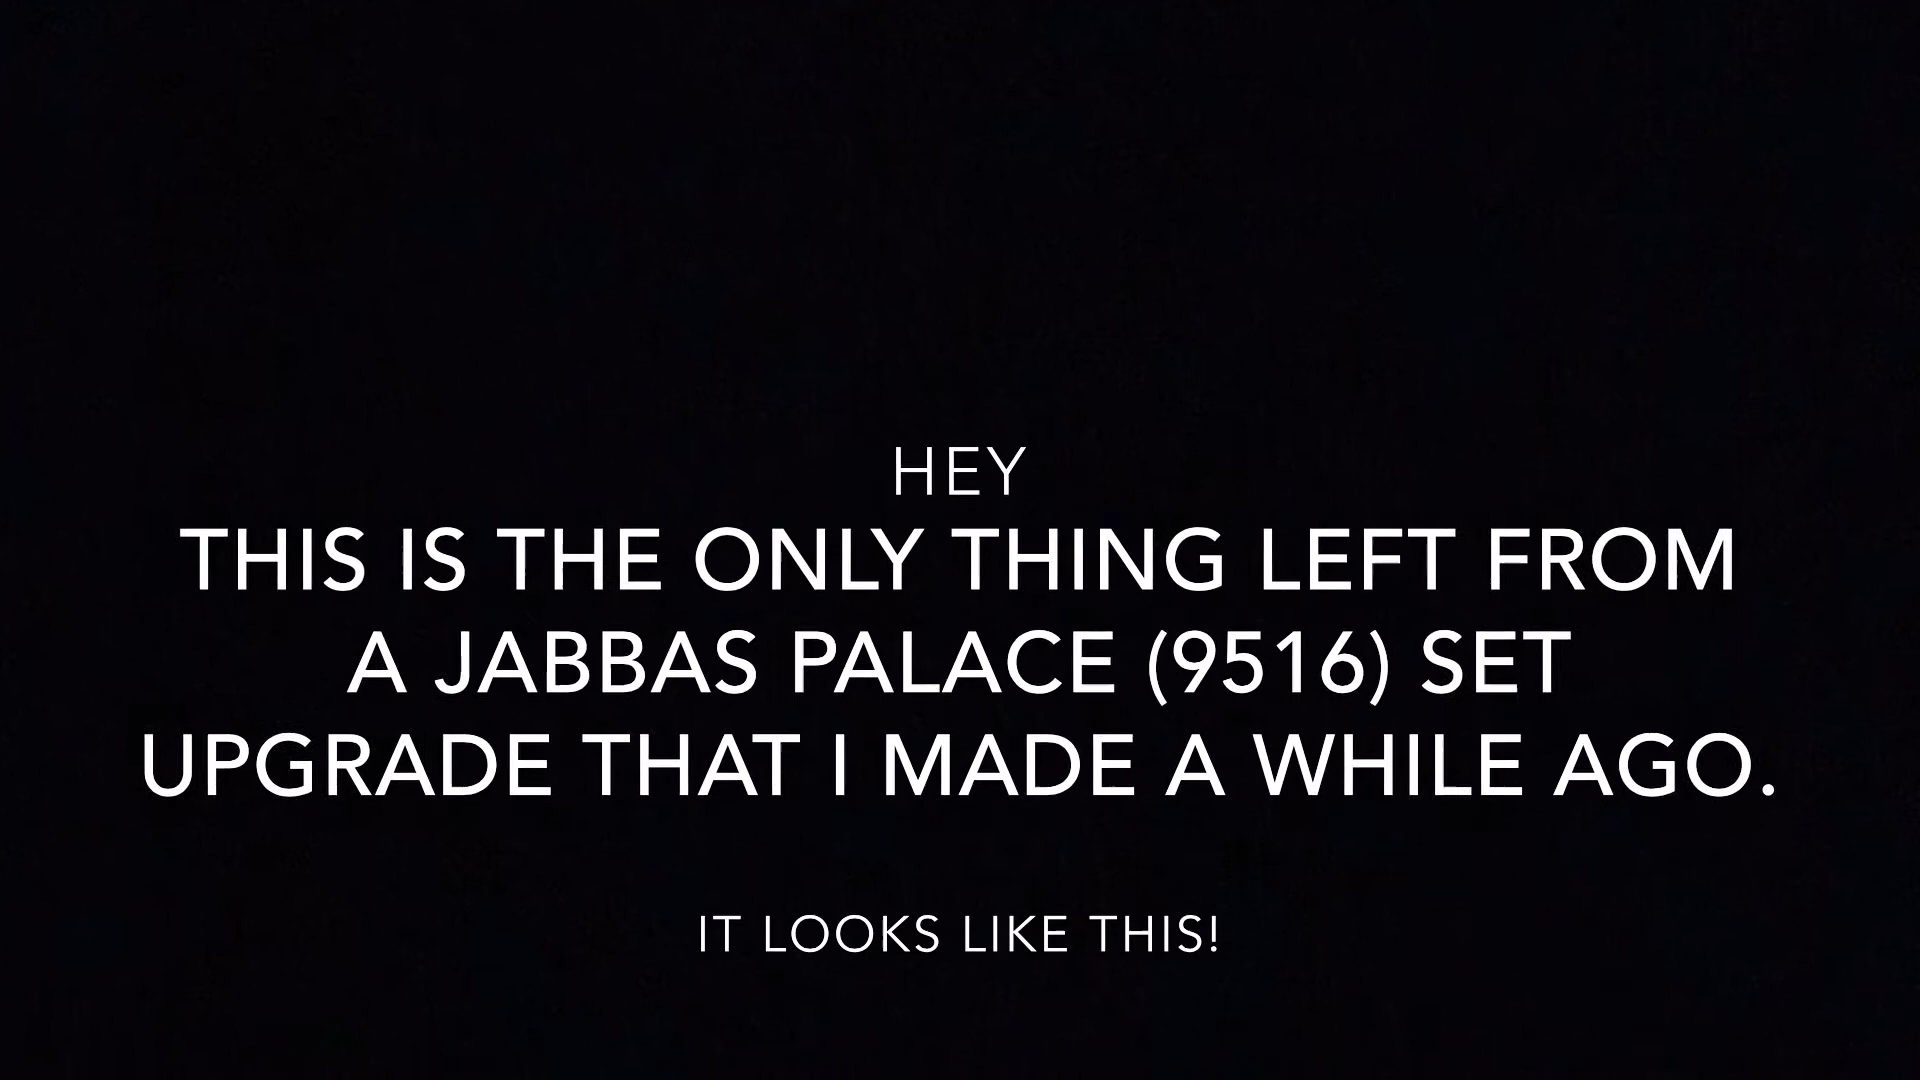 HEY
THIS IS THE ONLY THING LEFT FROM
A JABBAS PALACE (9516) SET
UPGRADE THAT I MADE A WHILE AGO.
IT LOOKS LIKE THIS!